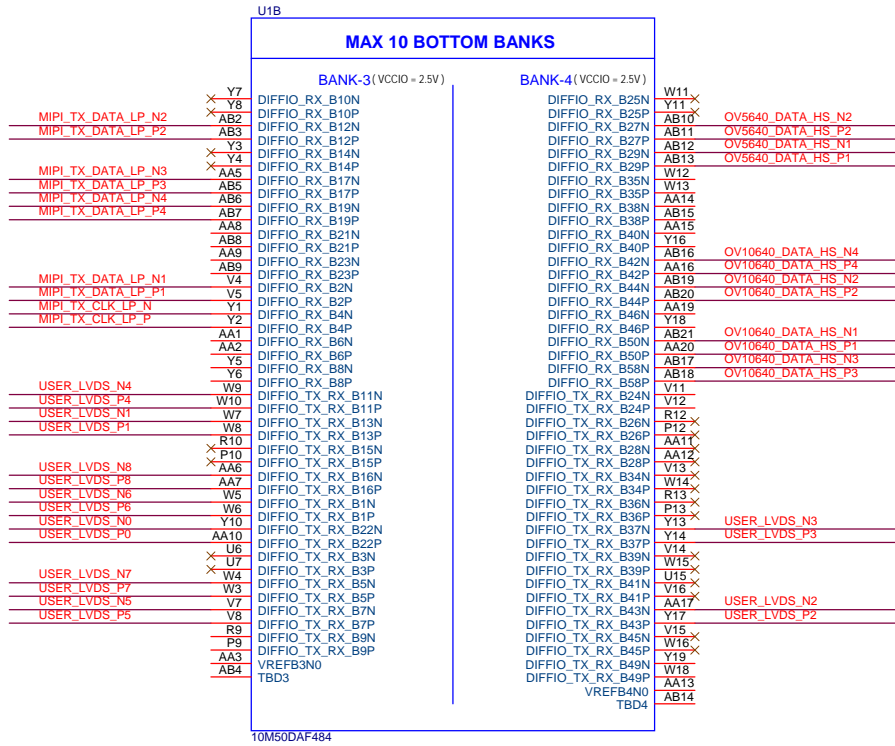 U1B
MAX 10 BOTTOM BANKS
BANK-3 ( VCCIO = 2.5V )
Y7 DIFFIO_RX_B10N
Y8 DIFFIO_RX_B10P
MIPI_TX_DATA_LP_N2 AB2 DIFFIO_RX_B12N
MIPI_TX_DATA_LP_P2 AB3 DIFFIO_RX_B12P
Y3 DIFFIO_RX_B14N
Y4 DIFFIO_RX_B14P
MIPI_TX_DATA_LP_N3 AA5 DIFFIO_RX_B17N
MIPI_TX_DATA_LP_P3 AB5 DIFFIO_RX_B17P
MIPI_TX_DATA_LP_N4 AB6 DIFFIO_RX_B19N
MIPI_TX_DATA_LP_P4 AB7 DIFFIO_RX_B19P
AA8 DIFFIO_RX_B21N
AB8 DIFFIO_RX_B21P
AA9 DIFFIO_RX_B23N
AB9 DIFFIO_RX_B23P
MIPI_TX_DATA_LP_N1 V4 DIFFIO_RX_B2N
MIPI_TX_DATA_LP_P1 V5 DIFFIO_RX_B2P
MIPI_TX_CLK_LP_N Y1 DIFFIO_RX_B4N
MIPI_TX_CLK_LP_P Y2 DIFFIO_RX_B4P
AA1 DIFFIO_RX_B6N
AA2 DIFFIO_RX_B6P
Y5 DIFFIO_RX_B8N
Y6 DIFFIO_RX_B8P
USER_LVDS_N4 W9 DIFFIO_TX_RX_B11N
USER_LVDS_P4 W10 DIFFIO_TX_RX_B11P
USER_LVDS_N1 W7 DIFFIO_TX_RX_B13N
USER_LVDS_P1 W8 DIFFIO_TX_RX_B13P
R10 DIFFIO_TX_RX_B15N
P10 DIFFIO_TX_RX_B15P
USER_LVDS_N8 AA6 DIFFIO_TX_RX_B16N
USER_LVDS_P8 AA7 DIFFIO_TX_RX_B16P
USER_LVDS_N6 W5 DIFFIO_TX_RX_B1N
USER_LVDS_P6 W6 DIFFIO_TX_RX_B1P
USER_LVDS_N0 Y10 DIFFIO_TX_RX_B22N
USER_LVDS_P0 AA10 DIFFIO_TX_RX_B22P
U6 DIFFIO_TX_RX_B3N
U7 DIFFIO_TX_RX_B3P
USER_LVDS_N7 W4 DIFFIO_TX_RX_B5N
USER_LVDS_P7 W3 DIFFIO_TX_RX_B5P
USER_LVDS_N5 V7 DIFFIO_TX_RX_B7N
USER_LVDS_P5 V8 DIFFIO_TX_RX_B7P
R9 DIFFIO_TX_RX_B9N
P9 DIFFIO_TX_RX_B9P
AA3 VREFB3N0
AB4 TBD3
BANK-4 ( VCCIO = 2.5V )
DIFFIO_RX_B25N W11
DIFFIO_RX_B25P Y11
DIFFIO_RX_B27N AB10 OV5640_DATA_HS_N2
DIFFIO_RX_B27P AB11 OV5640_DATA_HS_P2
DIFFIO_RX_B29N AB12 OV5640_DATA_HS_N1
DIFFIO_RX_B29P AB13 OV5640_DATA_HS_P1
DIFFIO_RX_B35N W12
DIFFIO_RX_B35P W13
DIFFIO_RX_B38N AA14
DIFFIO_RX_B38P AB15
DIFFIO_RX_B40N AA15
DIFFIO_RX_B40P Y16
DIFFIO_RX_B42N AB16 OV10640_DATA_HS_N4
DIFFIO_RX_B42P AA16 OV10640_DATA_HS_P4
DIFFIO_RX_B44N AB19 OV10640_DATA_HS_N2
DIFFIO_RX_B44P AB20 OV10640_DATA_HS_P2
DIFFIO_RX_B46N AA19
DIFFIO_RX_B46P Y18
DIFFIO_RX_B50N AB21 OV10640_DATA_HS_N1
DIFFIO_RX_B50P AA20 OV10640_DATA_HS_P1
DIFFIO_RX_B58N AB17 OV10640_DATA_HS_N3
DIFFIO_RX_B58P AB18 OV10640_DATA_HS_P3
DIFFIO_TX_RX_B24N V11
DIFFIO_TX_RX_B24P V12
DIFFIO_TX_RX_B26N R12
DIFFIO_TX_RX_B26P P12
DIFFIO_TX_RX_B28N AA11
DIFFIO_TX_RX_B28P AA12
DIFFIO_TX_RX_B34N V13
DIFFIO_TX_RX_B34P W14
DIFFIO_TX_RX_B36N R13
DIFFIO_TX_RX_B36P P13
DIFFIO_TX_RX_B37N Y13 USER_LVDS_N3
DIFFIO_TX_RX_B37P Y14 USER_LVDS_P3
DIFFIO_TX_RX_B39N V14
DIFFIO_TX_RX_B39P W15
DIFFIO_TX_RX_B41N U15
DIFFIO_TX_RX_B41P V16
DIFFIO_TX_RX_B43N AA17 USER_LVDS_N2
DIFFIO_TX_RX_B43P Y17 USER_LVDS_P2
DIFFIO_TX_RX_B45N V15
DIFFIO_TX_RX_B45P W16
DIFFIO_TX_RX_B49N Y19
DIFFIO_TX_RX_B49P W18
VREFB4N0 AA13
TBD4 AB14
10M50DAF484